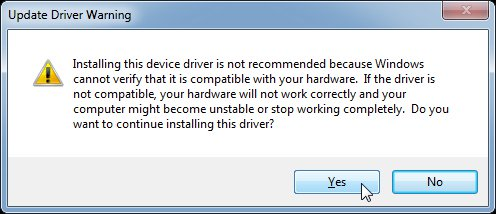 Update Driver Warning
Installing this device driver is not recommended because Windows
cannot verify that it is compatible with your hardware.  If the driver
is not compatible, your hardware will not work correctly and your
computer might become unstable or stop working completely.  Do you
want to continue installing this driver?
Yes
No